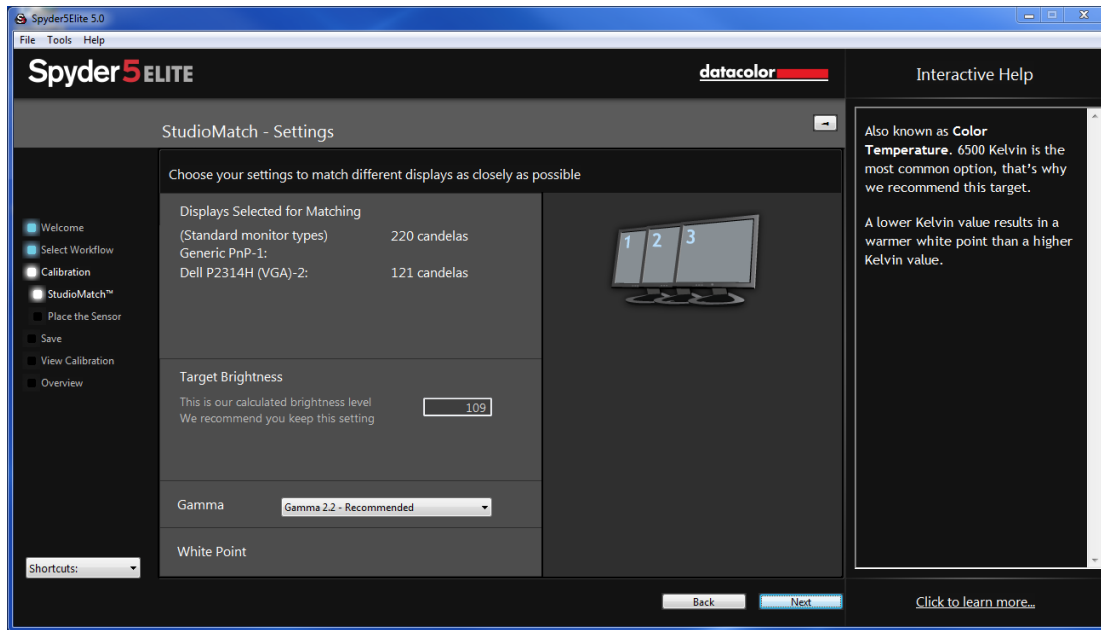 Spyder5Elite 5.0
File Tools Help
Spyder5ELITE
datacolor
Interactive Help
StudioMatch - Settings
Choose your settings to match different displays as closely as possible
Welcome
Select Workflow
Calibration
StudioMatch™
Place the Sensor
Save
View Calibration
Overview
Shortcuts:
Displays Selected for Matching
(Standard monitor types) 220 candelas
Generic PnP-1:
Dell P2314H (VGA)-2: 121 candelas
1 2 3
Target Brightness
This is our calculated brightness level
We recommend you keep this setting
109
Gamma Gamma 2.2 - Recommended
White Point
Back Next
Also known as Color
Temperature. 6500 Kelvin is the
most common option, that's why
we recommend this target.
A lower Kelvin value results in a
warmer white point than a higher
Kelvin value.
Click to learn more...